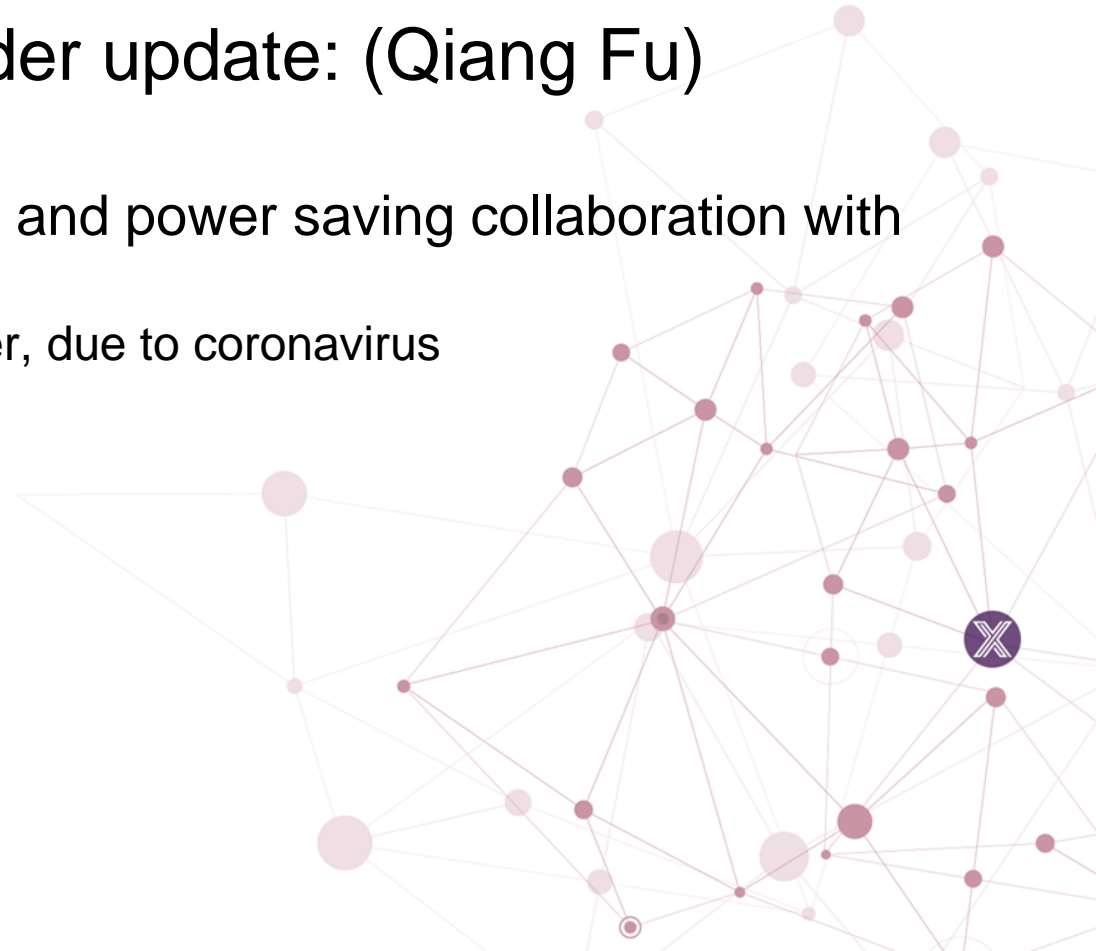 der update: (Qiang Fu)
and power saving collaboration with
er, due to coronavirus